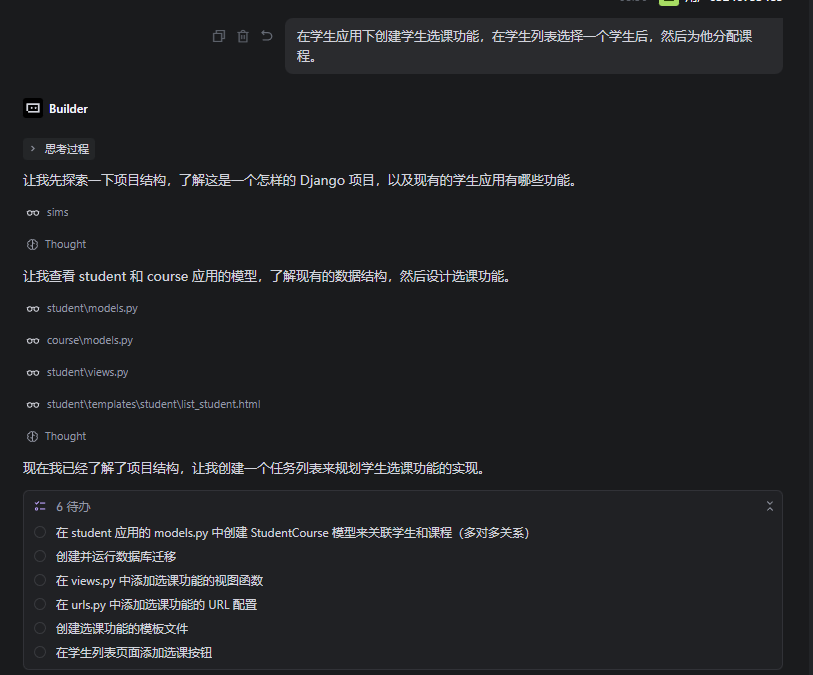 在学生应用下创建学生选课功能，在学生列表选择一个学生后，然后为他分配课
程。
Builder
思考过程
让我先探索一下项目结构，了解这是一个怎样的 Django 项目，以及现有的学生应用有哪些功能。
sims
Thought
让我查看 student 和 course 应用的模型，了解现有的数据结构，然后设计选课功能。
student\models.py
course\models.py
student\views.py
student\templates\student\list_student.html
Thought
现在我已经了解了项目结构，让我创建一个任务列表来规划学生选课功能的实现。
6 待办
在 student 应用的 models.py 中创建 StudentCourse 模型来关联学生和课程（多对多关系）
创建并运行数据库迁移
在 views.py 中添加选课功能的视图函数
在 urls.py 中添加选课功能的 URL 配置
创建选课功能的模板文件
在学生列表页面添加选课按钮